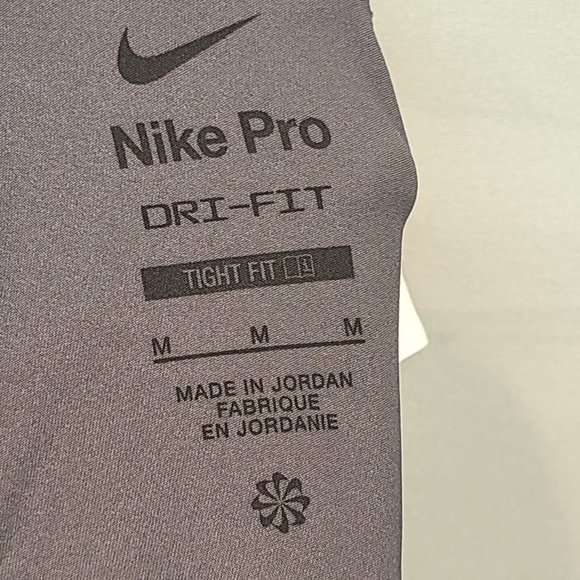 Nike Pro
DRI-FIT
TIGHT FIT
M M M
MADE IN JORDAN
FABRIQUE
EN JORDANIE